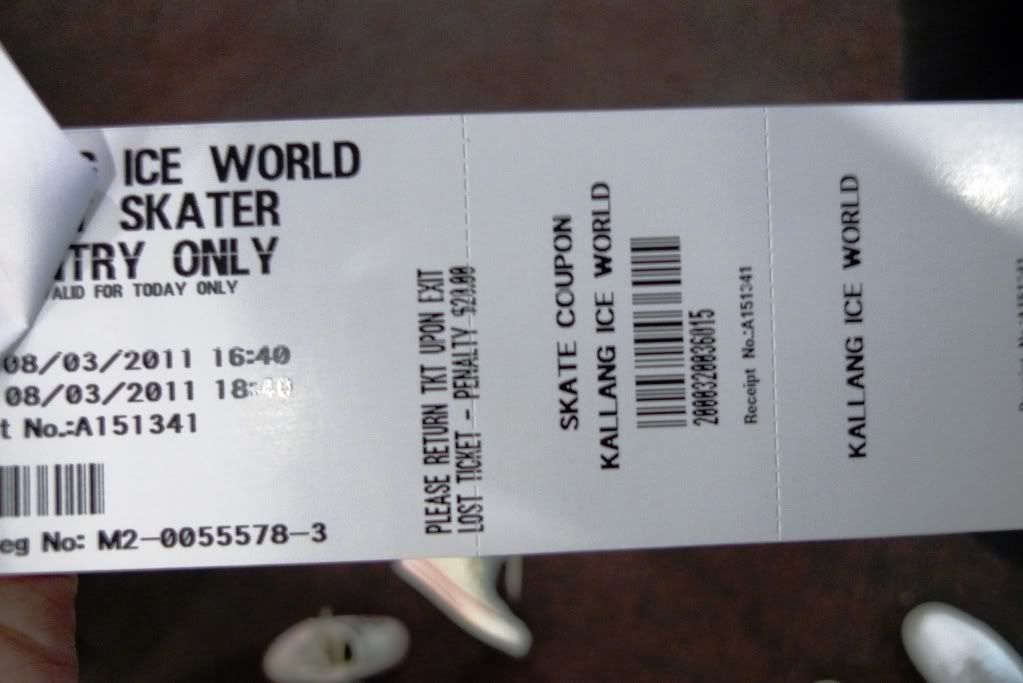 ICE WORLD
SKATER
NTRY ONLY
ALID FOR TODAY ONLY
08/03/2011 16:40
08/03/2011 18:40
t No.:A151341
eg No: M2-0055578-3
PLEASE RETURN TKT UPON EXIT
LOST TICKET - PENALTY $20.00
SKATE COUPON
KALLANG ICE WORLD
2000320036015
Receipt No.:A151341
KALLANG ICE WORLD